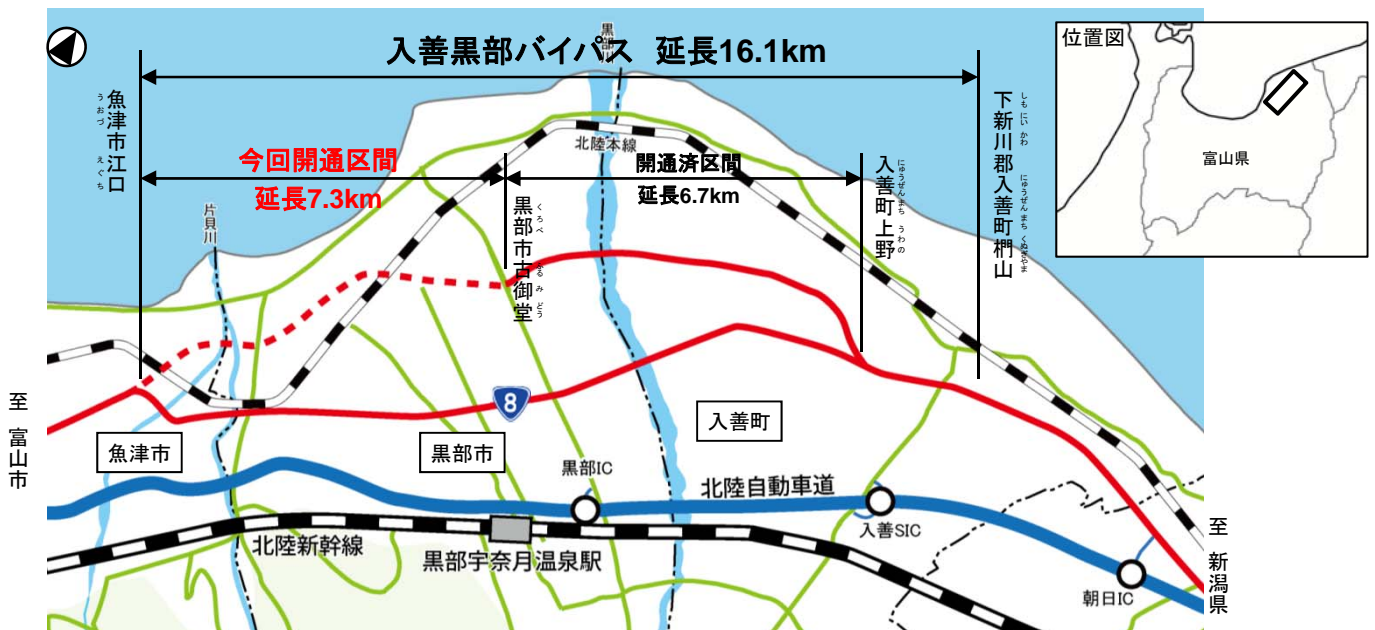 入善黒部バイパス 延長16.1km
黒部川
位置図
富山県
魚津市江口
うおづ えぐち
今回開通区間
延長7.3km
北陸本線
開通済区間
延長6.7km
入善町上野
にゅうぜんまち うわの
下新川郡入善町椚山
しもにいかわ にゅうぜんまち くぬぎやま
片貝川
黒部市古御堂
くろべ ふるみどう
8
至 富山市
魚津市
黒部市
入善町
黒部IC
北陸自動車道
入善SIC
北陸新幹線
黒部宇奈月温泉駅
朝日IC
至 新潟県